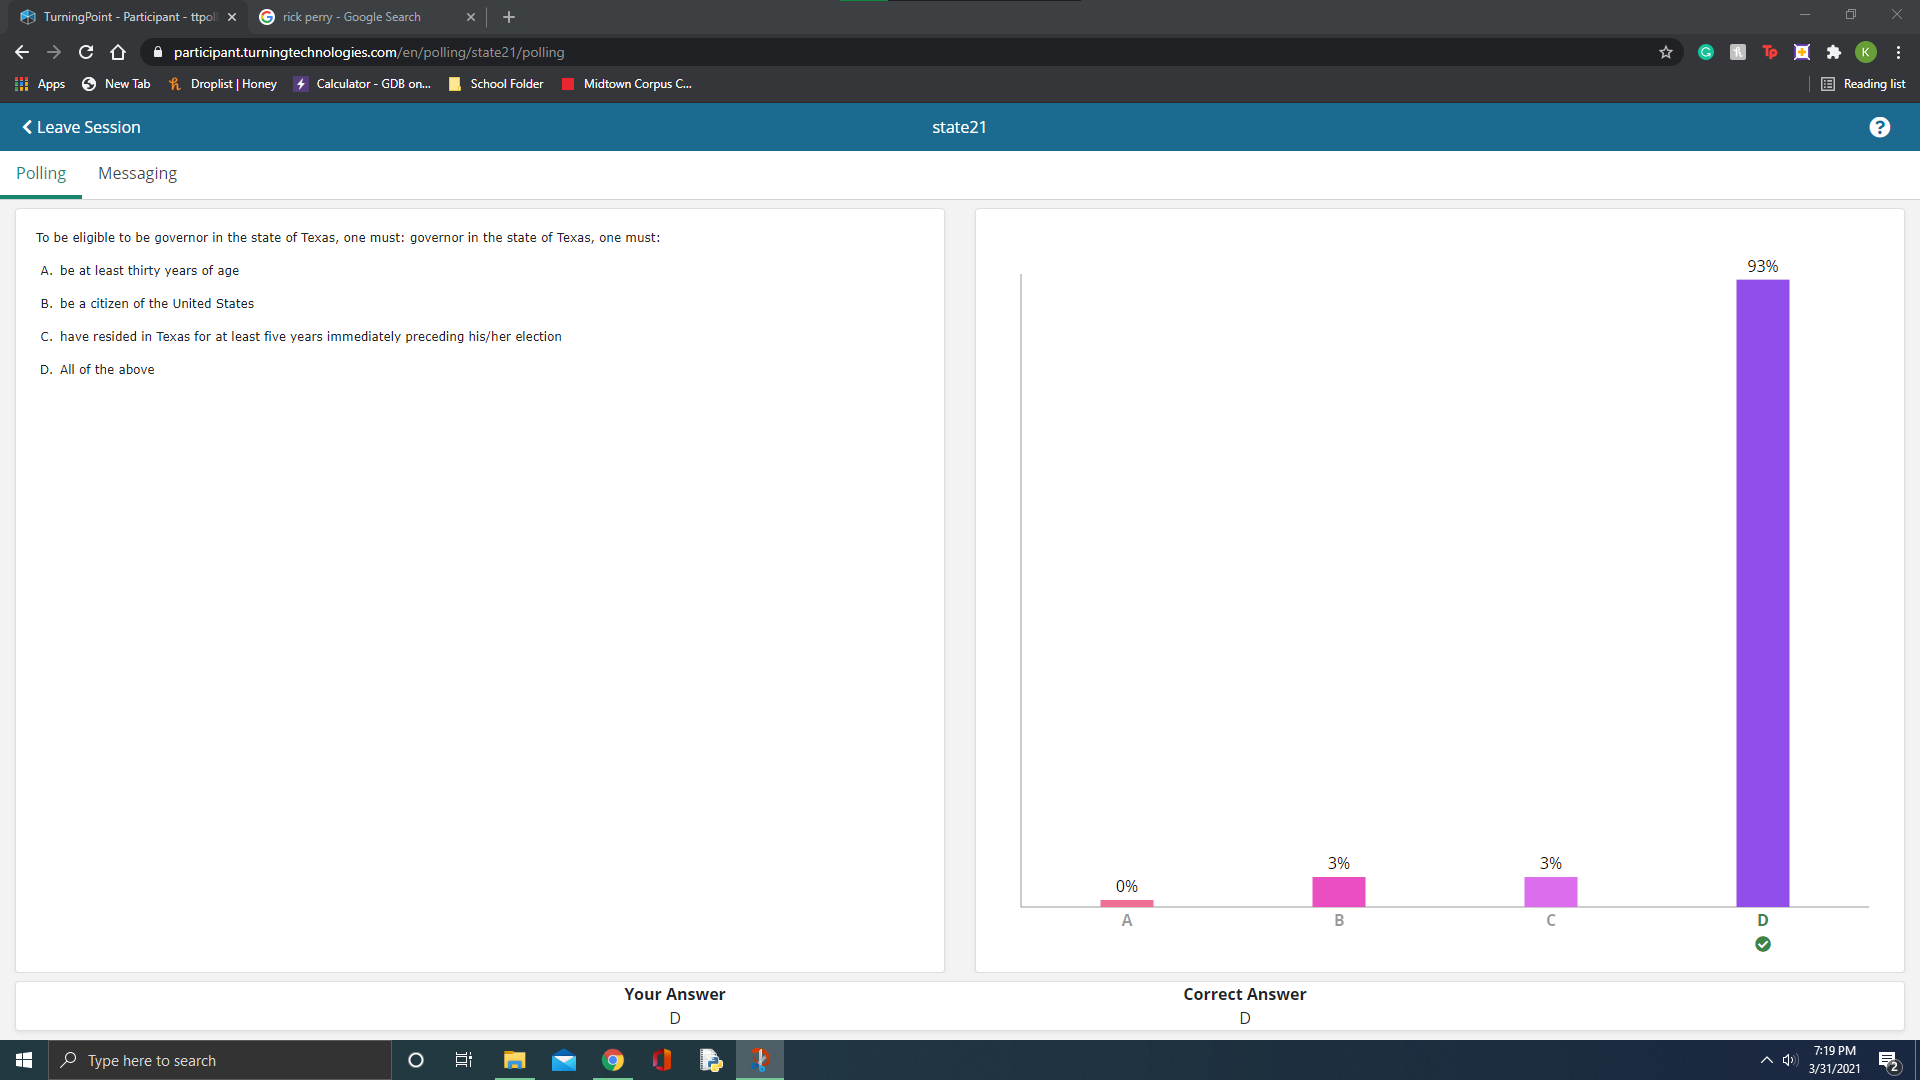 TurningPoint - Participant - ttpoll
rick perry - Google Search
participant.turningtechnologies.com/en/polling/state21/polling
Apps
New Tab
Droplist | Honey
Calculator - GDB on...
School Folder
Midtown Corpus C...
Reading list
Leave Session
state21
Polling
Messaging
To be eligible to be governor in the state of Texas, one must: governor in the state of Texas, one must:
A. be at least thirty years of age
B. be a citizen of the United States
C. have resided in Texas for at least five years immediately preceding his/her election
D. All of the above
93%
3%
3%
0%
A
B
C
D
Your Answer
D
Correct Answer
D
Type here to search
7:19 PM
3/31/2021
2